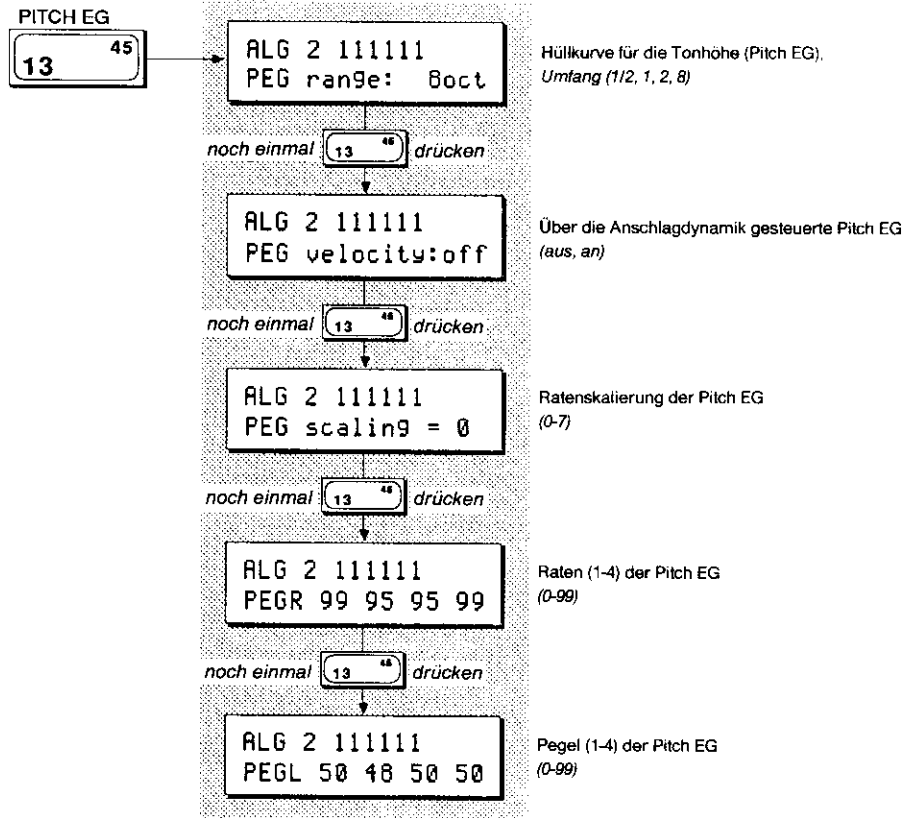 PITCH EG
13 45
ALG 2 111111
PEG range: 8oct
Hüllkurve für die Tonhöhe (Pitch EG),
Umfang (1/2, 1, 2, 8)
noch einmal 13 45 drücken
ALG 2 111111
PEG velocity:off
Über die Anschlagdynamik gesteuerte Pitch EG
(aus, an)
noch einmal 13 45 drücken
ALG 2 111111
PEG scaling = 0
Ratenskalierung der Pitch EG
(0-7)
noch einmal 13 45 drücken
ALG 2 111111
PEGR 99 95 95 99
Raten (1-4) der Pitch EG
(0-99)
noch einmal 13 45 drücken
ALG 2 111111
PEGL 50 48 50 50
Pegel (1-4) der Pitch EG
(0-99)